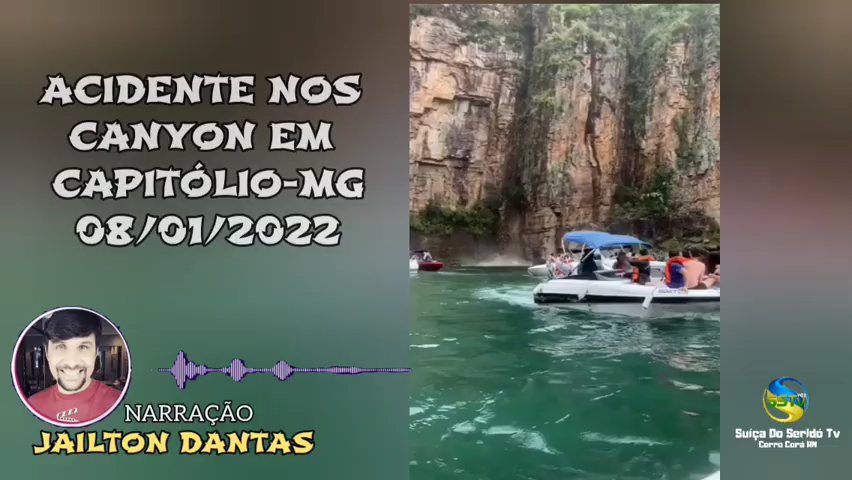 ACIDENTE NOS
CANYON EM
CAPITÓLIO-MG
08/01/2022
NARRAÇÃO
JAILTON DANTAS
SSTV
Suíça Do Seridó Tv
Cerro Corá RN